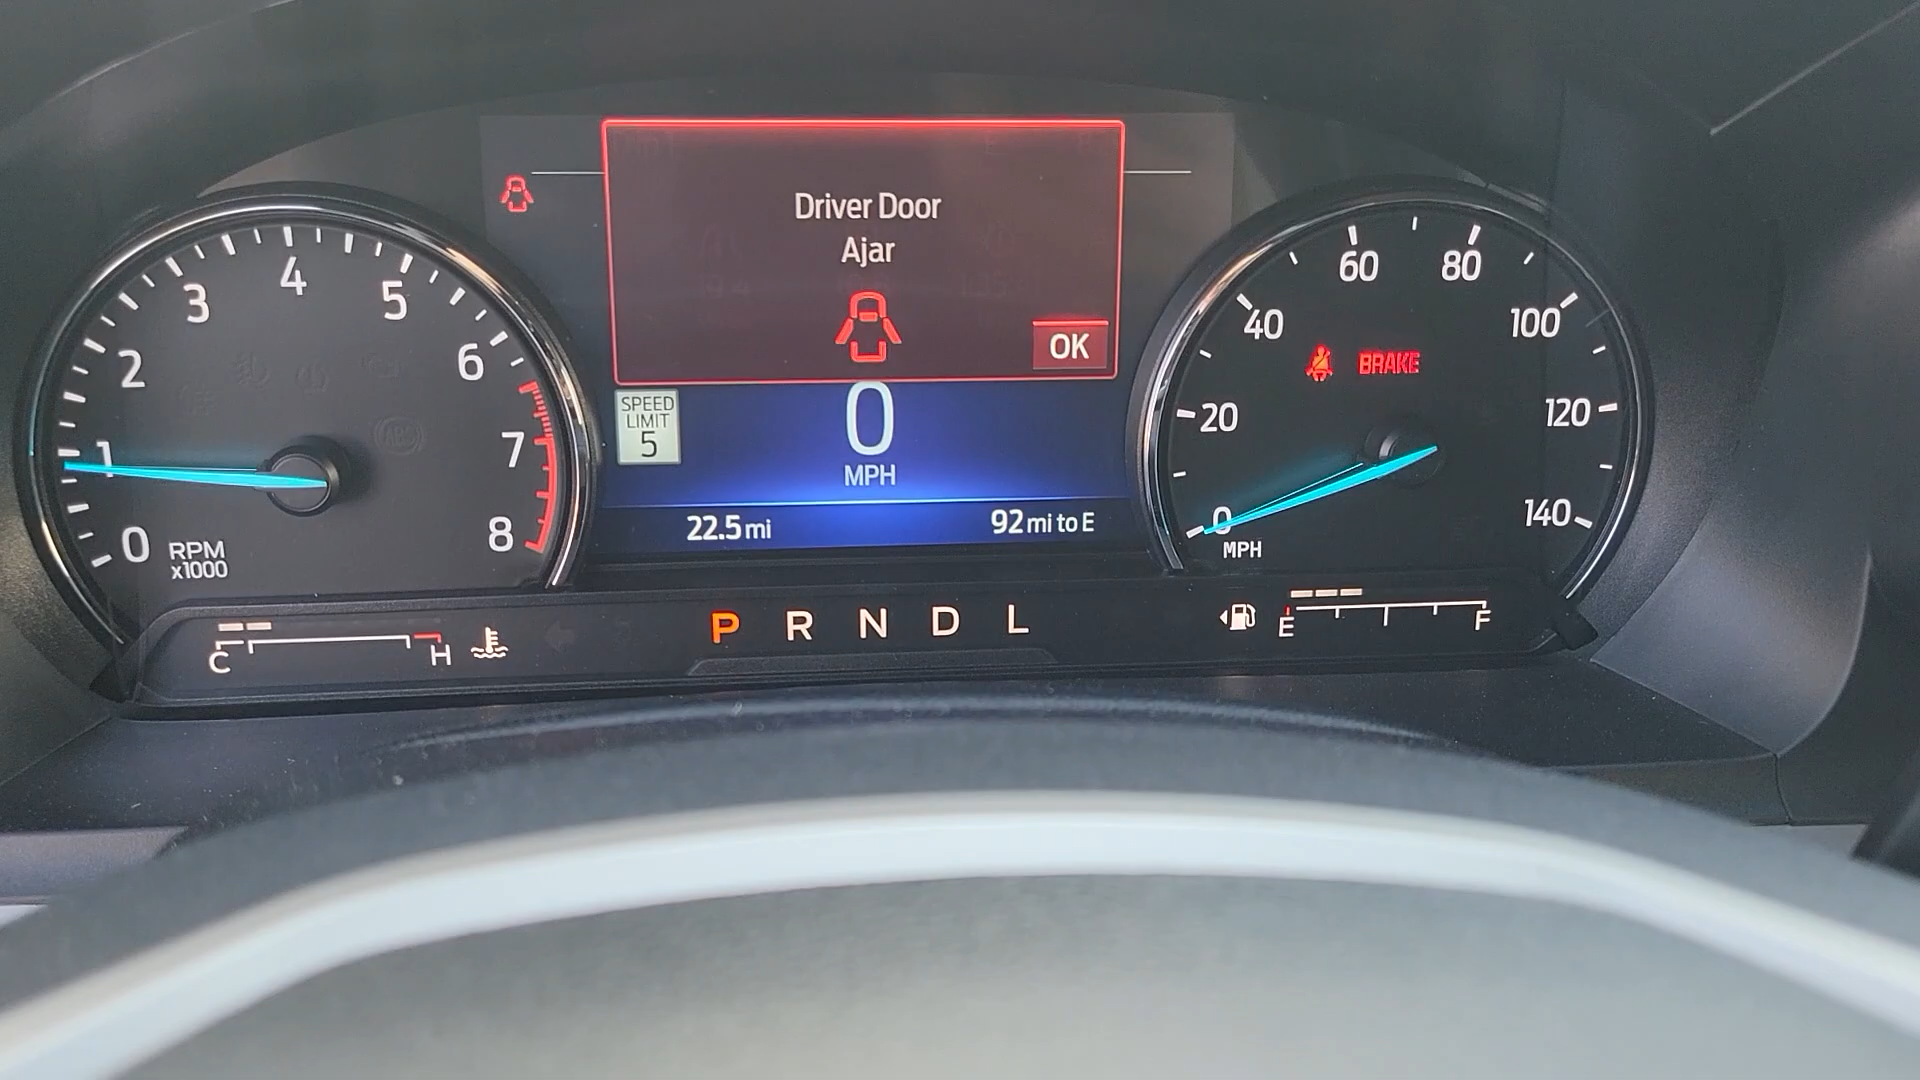 Driver Door
Ajar
OK
SPEED
LIMIT
5
0
MPH
22.5 mi
92 mi to E
0
1
2
3
4
5
6
7
8
RPM
x1000
0
20
40
60
80
100
120
140
MPH
BRAKE
C
H
P R N D L
E
F